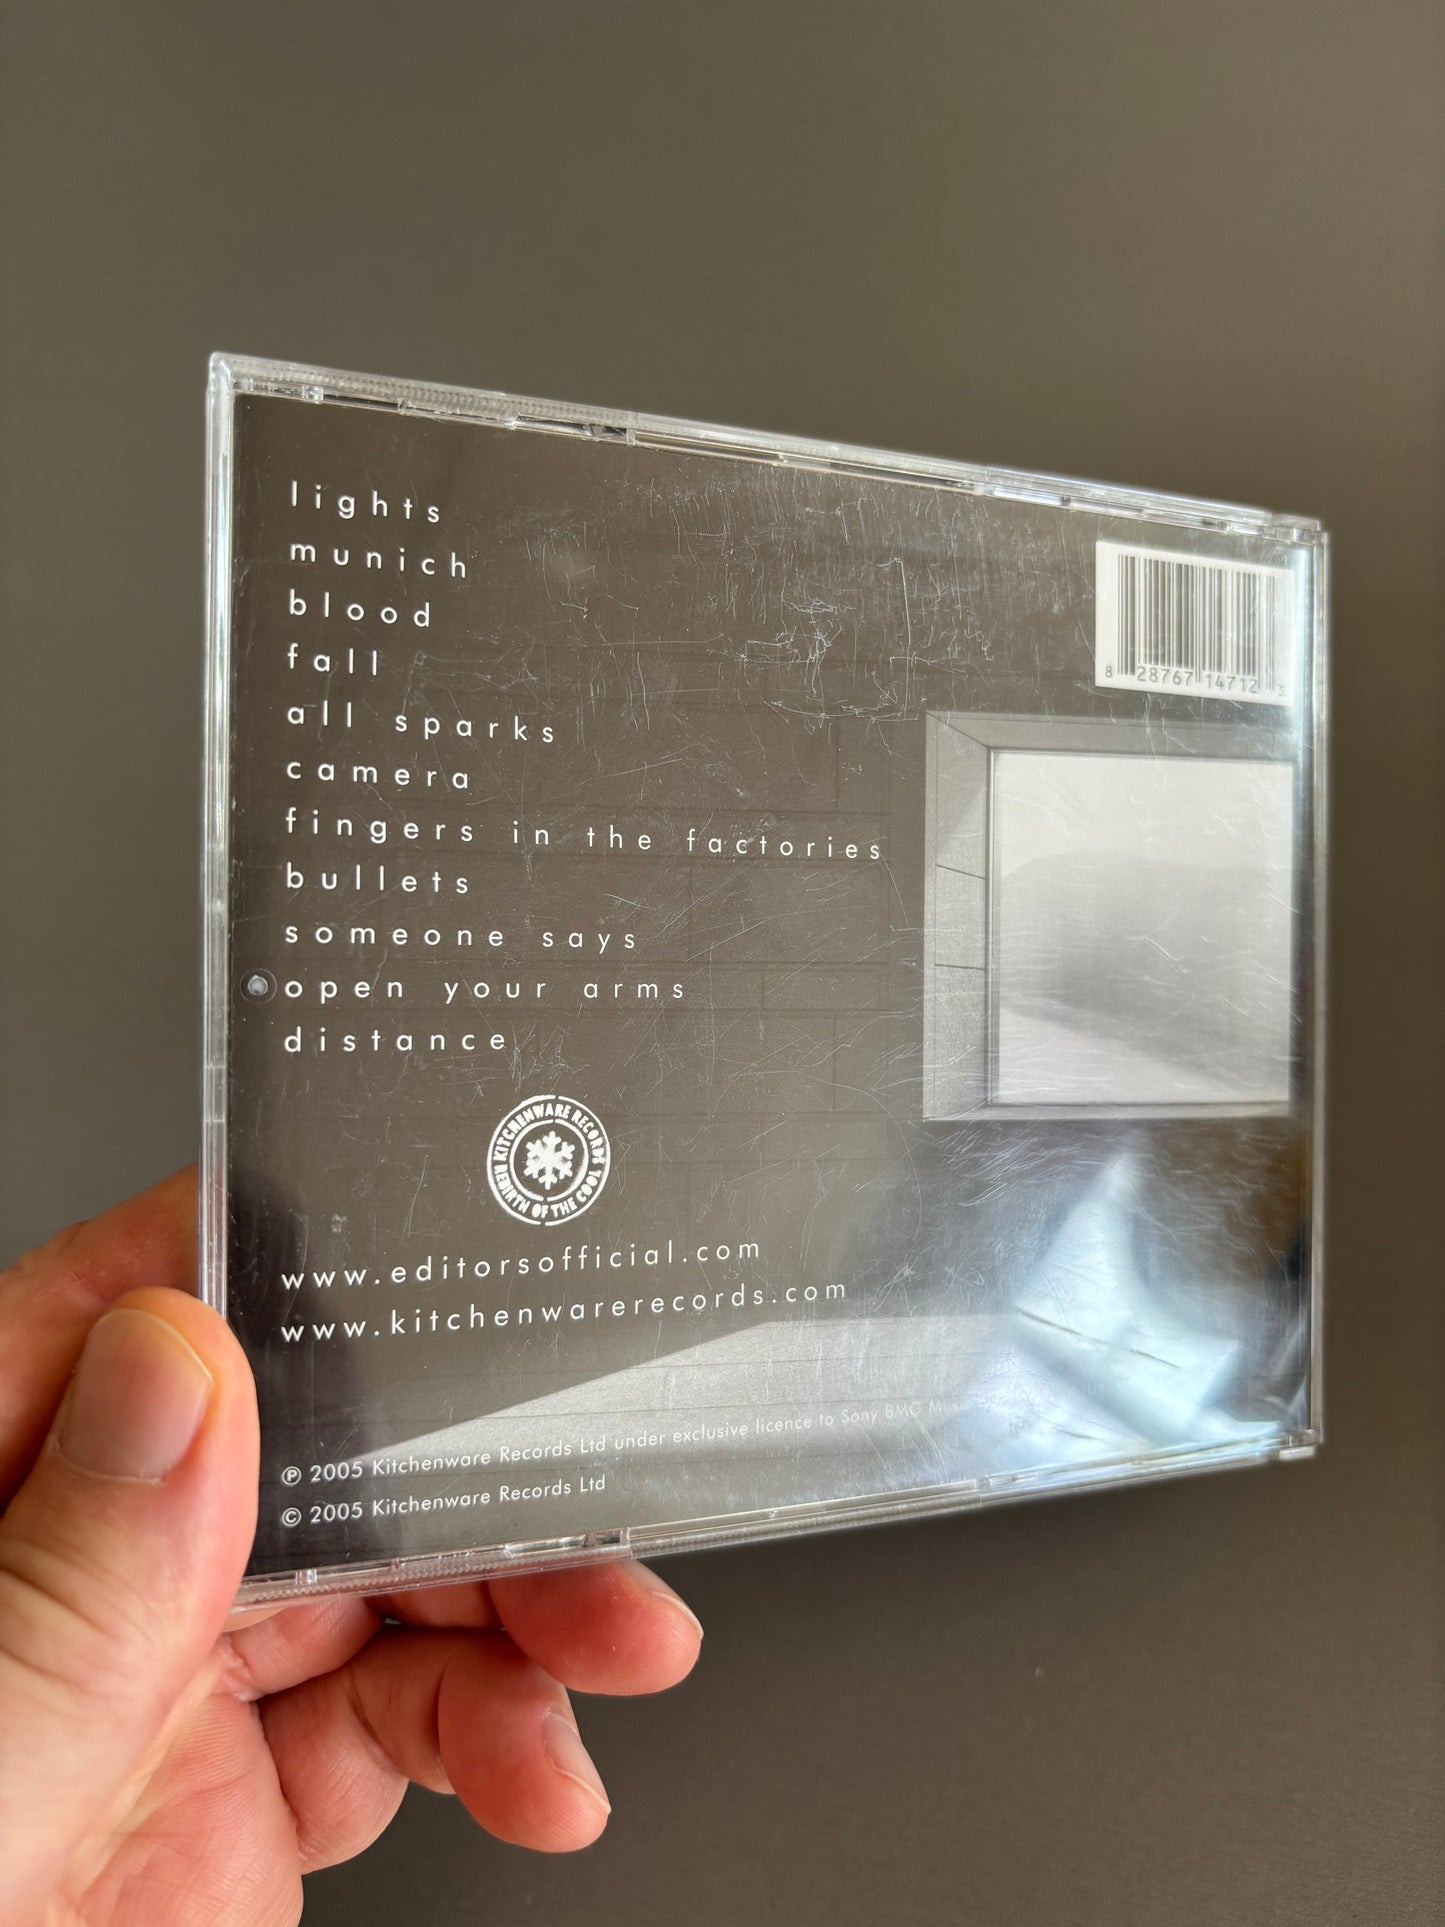 lights
munich
blood
fall
all sparks
camera
fingers in the factories
bullets
someone says
open your arms
distance
8 28767 14712 3
KITCHENWARE RECORDS
REBIRTH OF THE COOL
www.editorsofficial.com
www.kitchenwarerecords.com
℗ 2005 Kitchenware Records Ltd under exclusive licence to Sony BMG
© 2005 Kitchenware Records Ltd